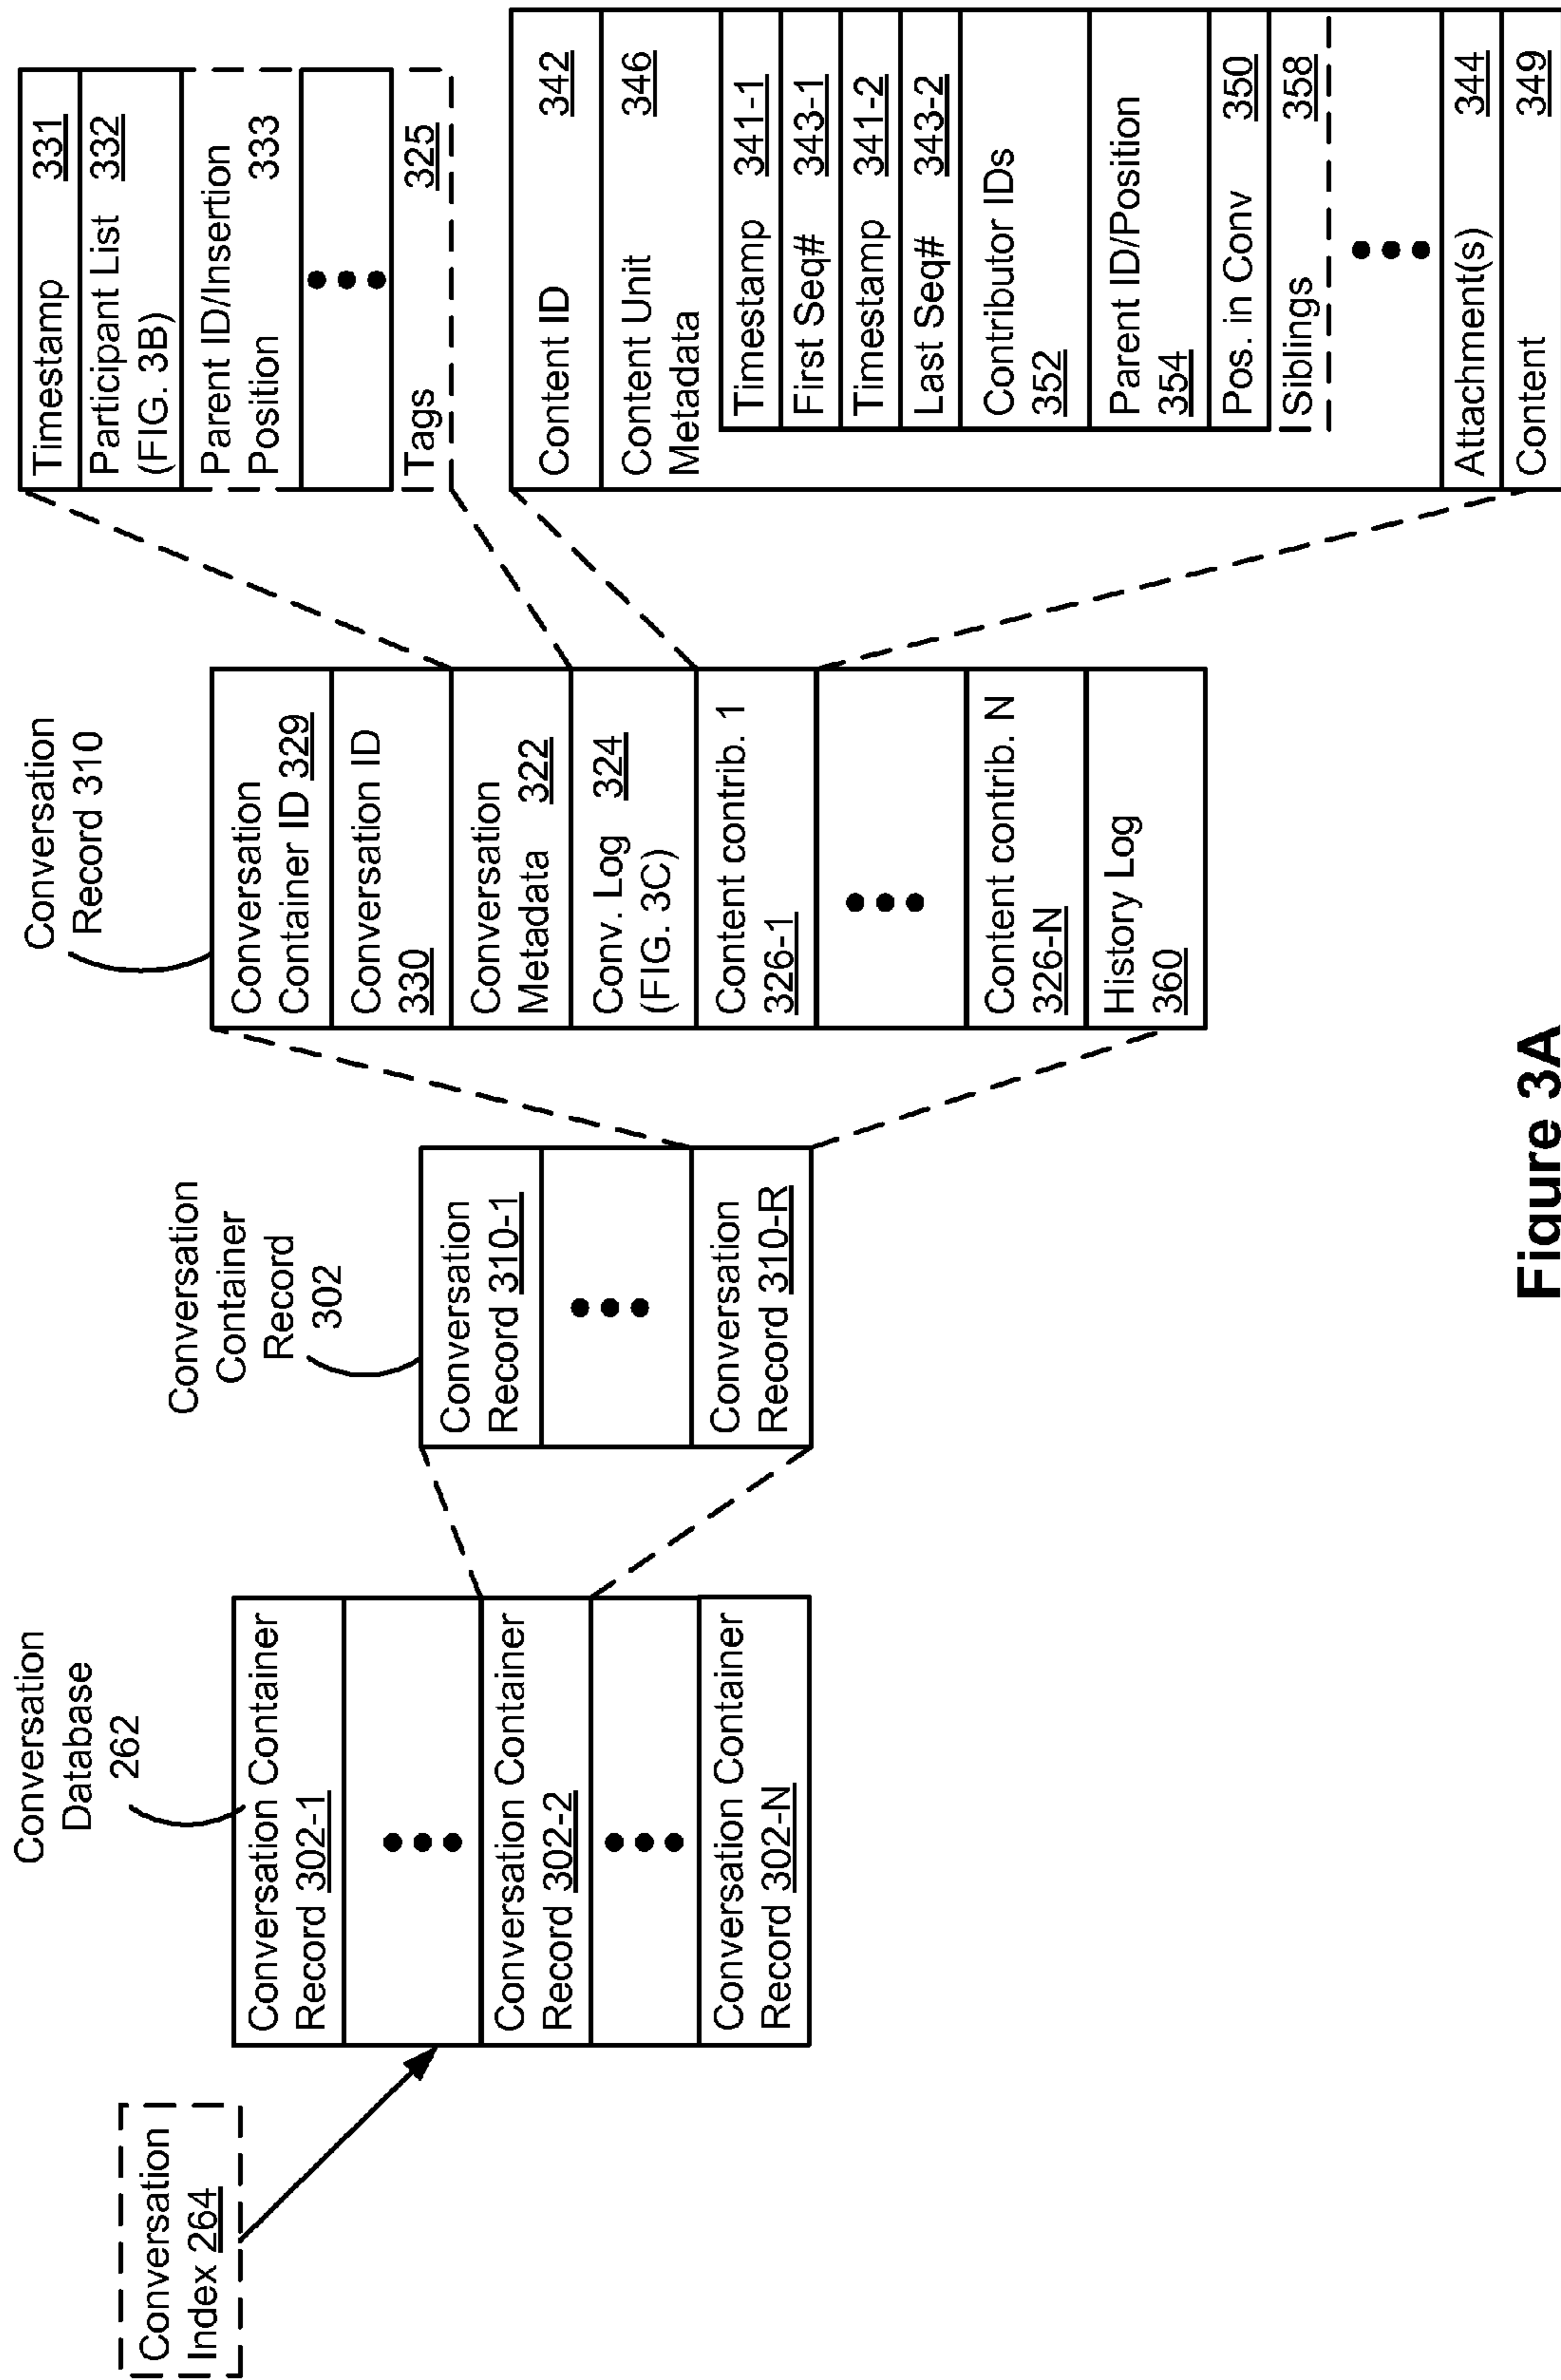 Conversation
Index 264
Conversation
Database
262
Conversation Container
Record 302-1
Conversation Container
Record 302-2
Conversation Container
Record 302-N
Conversation
Container
Record
302
Conversation
Record 310-1
Conversation
Record 310-R
Conversation
Record 310
Conversation
Container ID 329
Conversation ID
330
Conversation
Metadata 322
Conv. Log 324
(FIG. 3C)
Content contrib. 1
326-1
Content contrib. N
326-N
History Log
360
Timestamp 331
Participant List 332
(FIG. 3B)
Parent ID/Insertion
Position 333
Tags 325
Content ID 342
Content Unit 346
Metadata
Timestamp 341-1
First Seq# 343-1
Timestamp 341-2
Last Seq# 343-2
Contributor IDs
352
Parent ID/Position
354
Pos. in Conv 350
Siblings 358
Attachment(s) 344
Content 349
Figure 3A